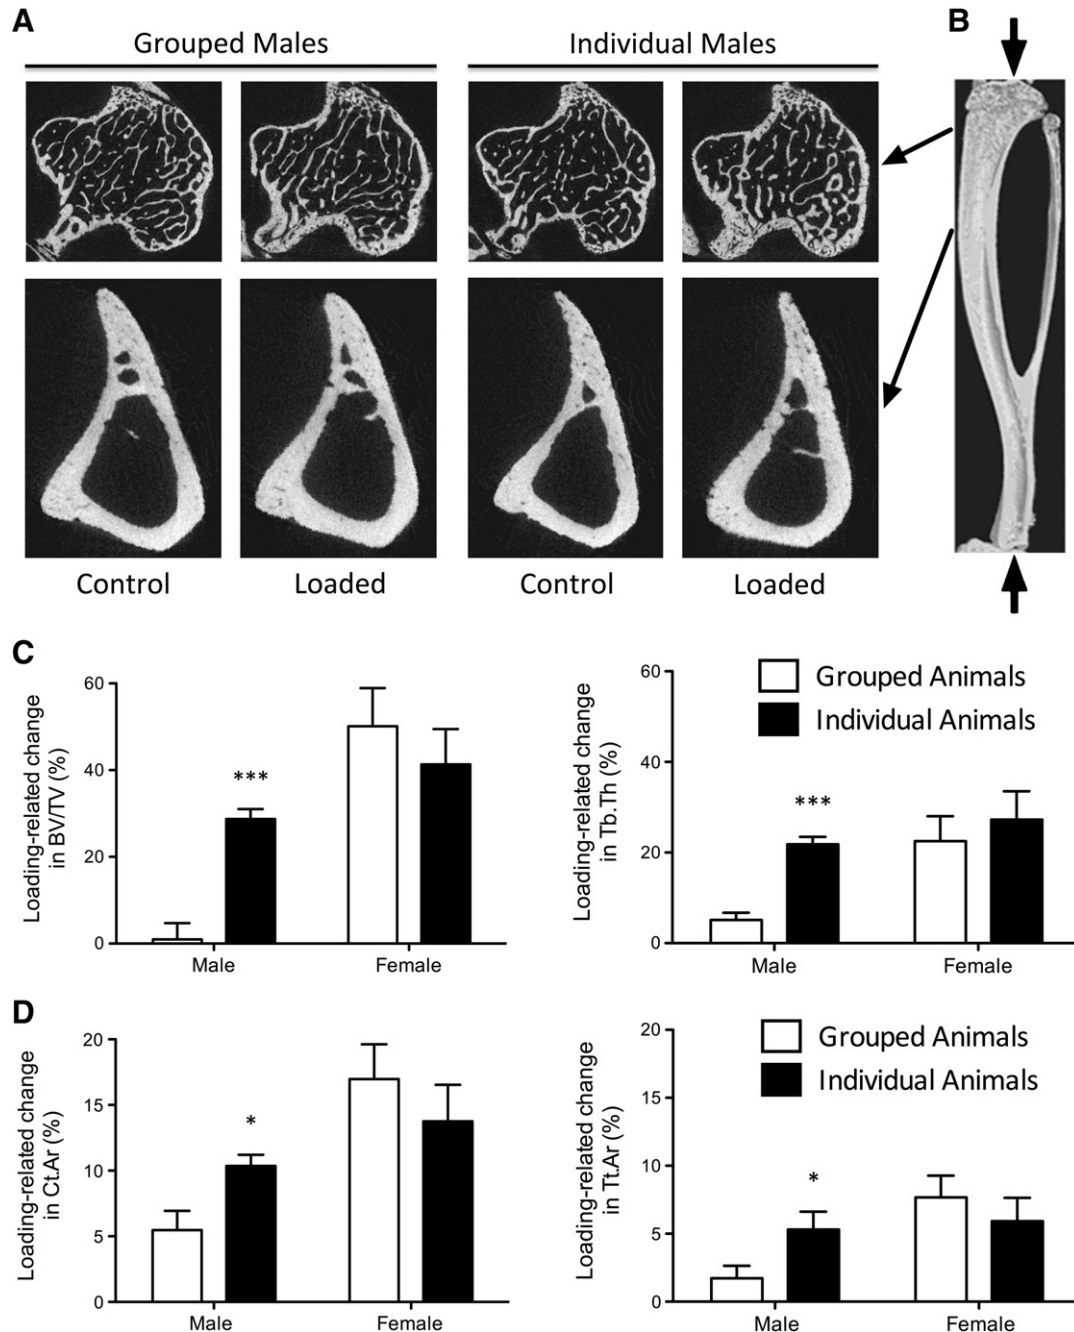 A
B
Grouped Males
Individual Males
Control
Loaded
Control
Loaded
C
Loading-related change
in BV/TV (%)
60
40
20
0
***
Male
Female
Loading-related change
in Tb.Th (%)
60
40
20
0
***
Male
Female
Grouped Animals
Individual Animals
D
Loading-related change
in Ct.Ar (%)
20
15
10
5
0
*
Male
Female
Loading-related change
in Tt.Ar (%)
20
15
10
5
0
*
Male
Female
Grouped Animals
Individual Animals